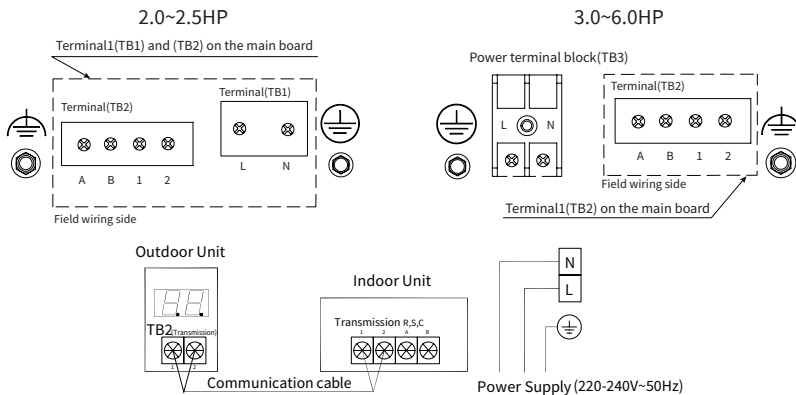 2.0~2.5HP
Terminal1(TB1) and (TB2) on the main board
Terminal(TB2)
Terminal(TB1)
A B 1 2
L N
Field wiring side
3.0~6.0HP
Power terminal block(TB3)
L N
Terminal(TB2)
A B 1 2
Field wiring side
Terminal1(TB2) on the main board
Outdoor Unit
TB2(Transmission)
1 2
Indoor Unit
Transmission R,S,C
1 2 A B
Communication cable
N
L
Power Supply (220-240V~50Hz)